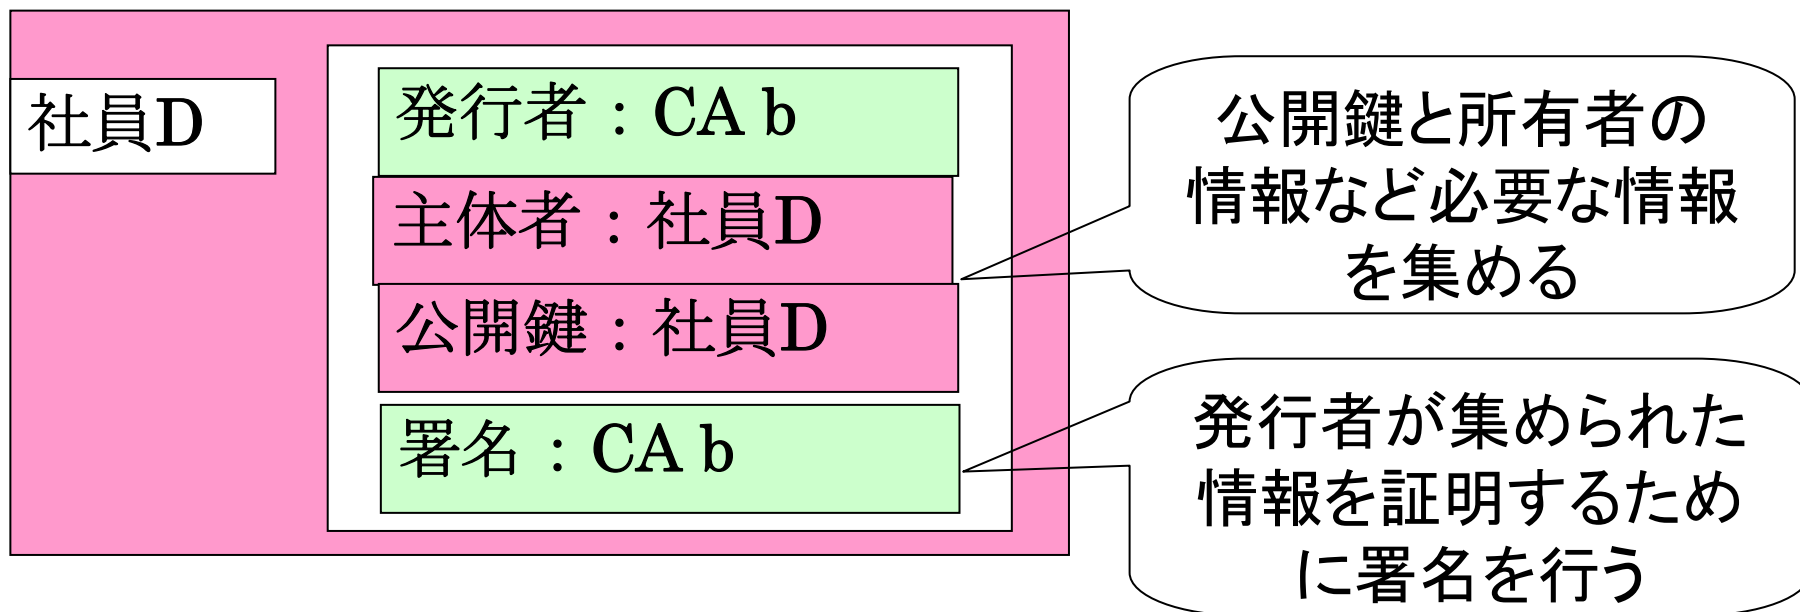 社員D
発行者：CA b
主体者：社員D
公開鍵：社員D
署名：CA b
公開鍵と所有者の
情報など必要な情報
を集める
発行者が集められた
情報を証明するため
に署名を行う